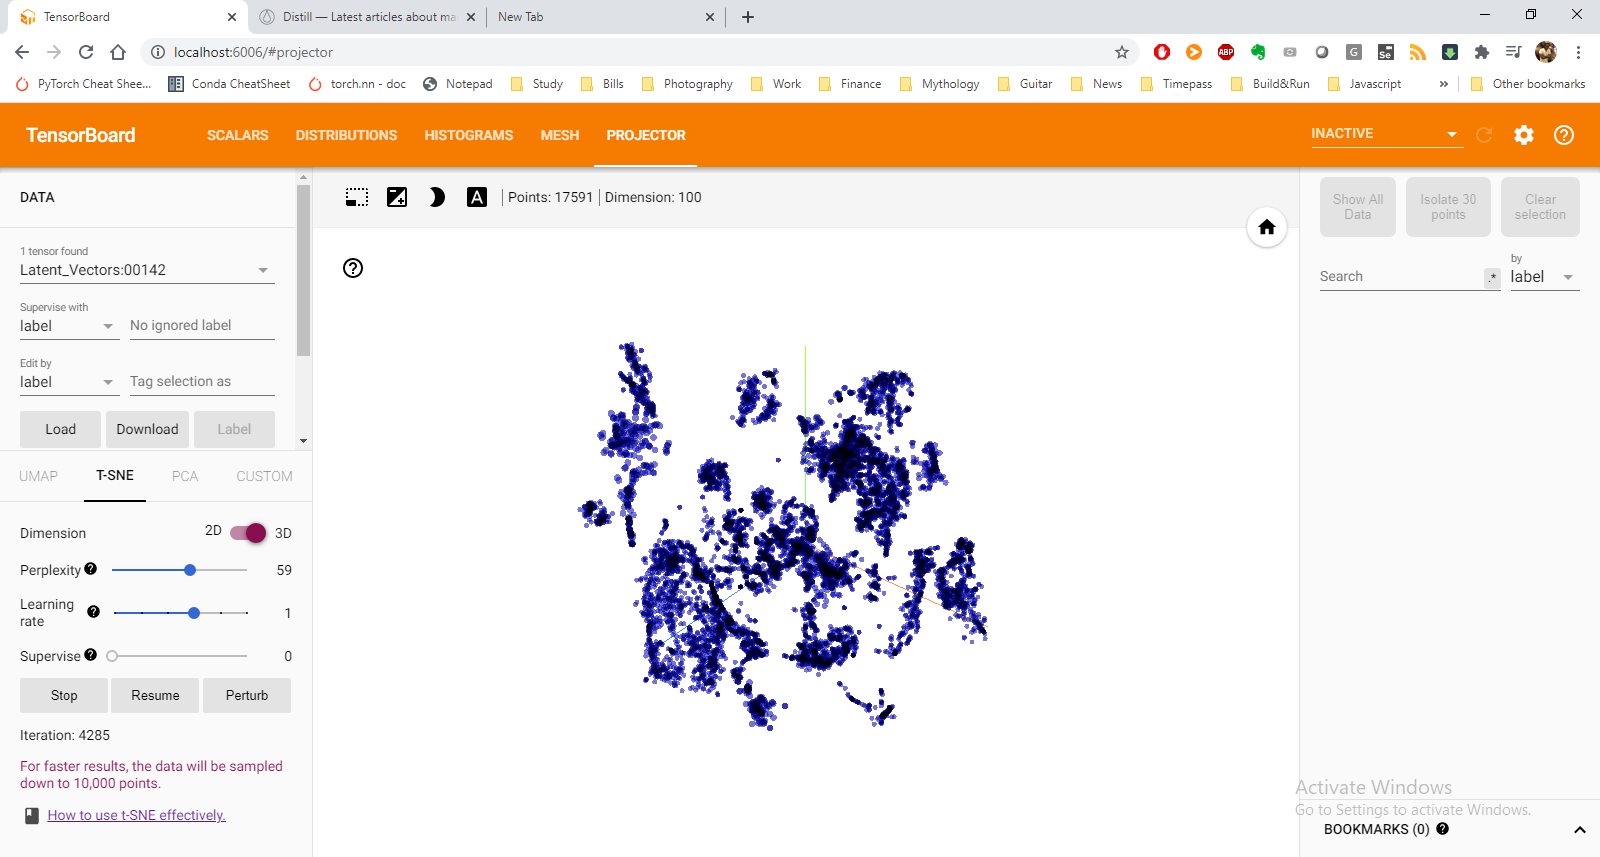 TensorBoard
Distill — Latest articles about ma
New Tab
localhost:6006/#projector
PyTorch Cheat Shee...
Conda CheatSheet
torch.nn - doc
Notepad
Study
Bills
Photography
Work
Finance
Mythology
Guitar
News
Timepass
Build&Run
Javascript
»
Other bookmarks
TensorBoard
SCALARS
DISTRIBUTIONS
HISTOGRAMS
MESH
PROJECTOR
INACTIVE
DATA
1 tensor found
Latent_Vectors:00142
Supervise with
label
No ignored label
Edit by
label
Tag selection as
Load
Download
Label
UMAP
T-SNE
PCA
CUSTOM
Dimension
2D
3D
Perplexity
59
Learning
rate
1
Supervise
0
Stop
Resume
Perturb
Iteration: 4285
For faster results, the data will be sampled
down to 10,000 points.
How to use t-SNE effectively.
A
Points: 17591
Dimension: 100
Show All
Data
Isolate 30
points
Clear
selection
Search
.*
by
label
Activate Windows
Go to Settings to activate Windows.
BOOKMARKS (0)